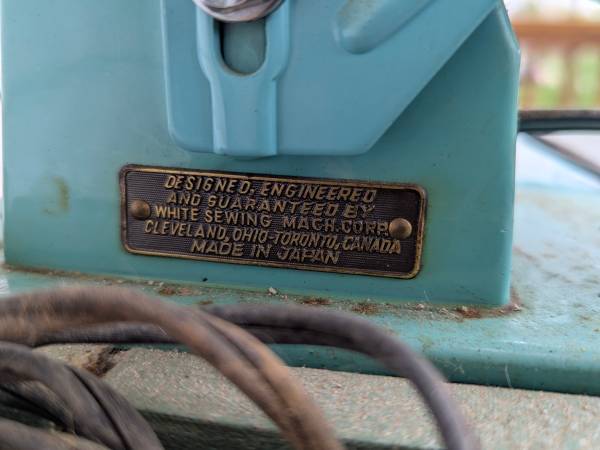 DESIGNED, ENGINEERED
AND GUARANTEED BY
WHITE SEWING MACH. CORP.
CLEVELAND, OHIO-TORONTO, CANADA
MADE IN JAPAN